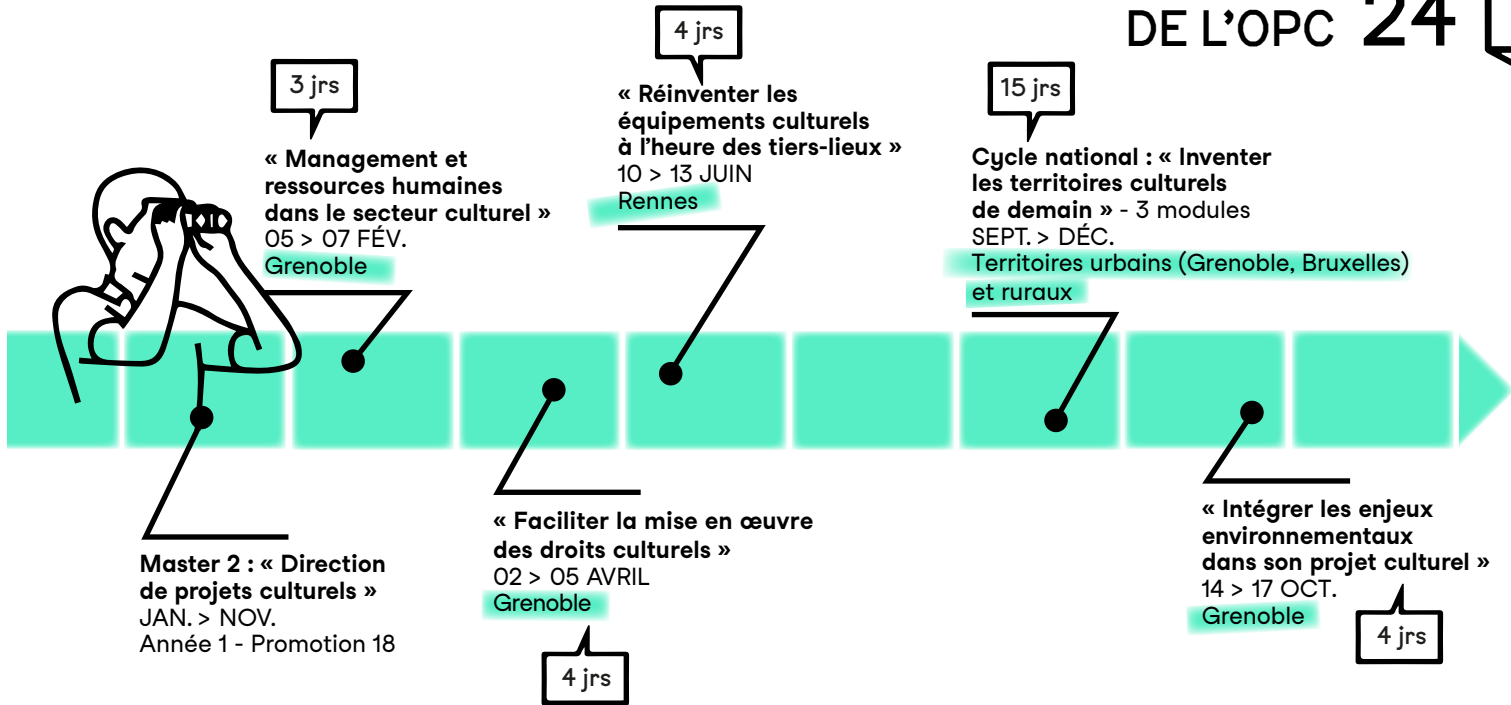 DE L'OPC 24
3 jrs
« Management et
ressources humaines
dans le secteur culturel »
05 > 07 FÉV.
Grenoble
4 jrs
« Réinventer les
équipements culturels
à l'heure des tiers-lieux »
10 > 13 JUIN
Rennes
15 jrs
Cycle national : « Inventer
les territoires culturels
de demain » - 3 modules
SEPT. > DÉC.
Territoires urbains (Grenoble, Bruxelles)
et ruraux
Master 2 : « Direction
de projets culturels »
JAN. > NOV.
Année 1 - Promotion 18
« Faciliter la mise en œuvre
des droits culturels »
02 > 05 AVRIL
Grenoble
4 jrs
« Intégrer les enjeux
environnementaux
dans son projet culturel »
14 > 17 OCT.
Grenoble
4 jrs